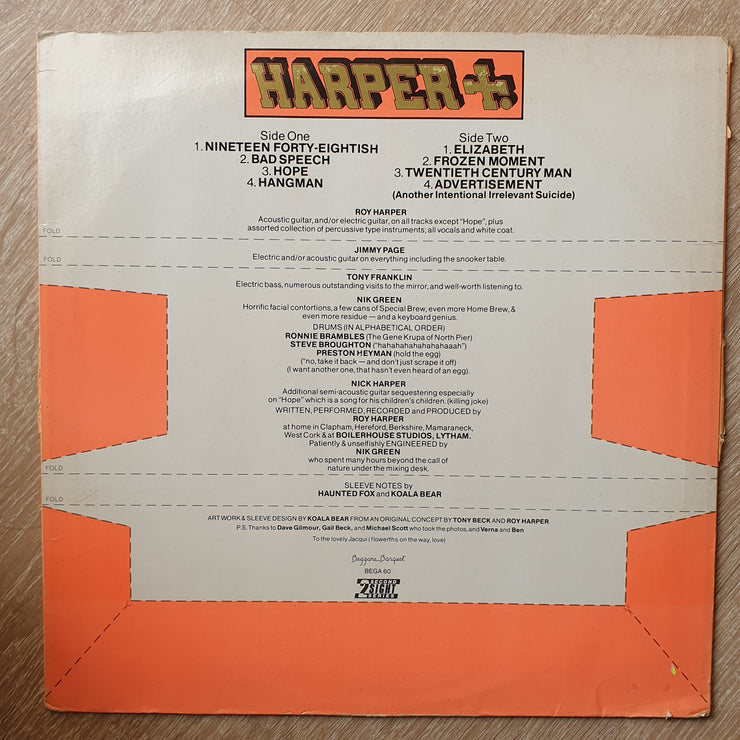 HARPER +.
Side One
1. NINETEEN FORTY-EIGHTISH
2. BAD SPEECH
3. HOPE
4. HANGMAN
Side Two
1. ELIZABETH
2. FROZEN MOMENT
3. TWENTIETH CENTURY MAN
4. ADVERTISEMENT
(Another Intentional Irrelevant Suicide)
ROY HARPER
Acoustic guitar, and/or electric guitar, on all tracks except "Hope", plus
assorted collection of percussive type instruments; all vocals and white coat.
FOLD
JIMMY PAGE
Electric and/or acoustic guitar on everything including the snooker table.
FOLD
TONY FRANKLIN
Electric bass, numerous outstanding visits to the mirror, and well-worth listening to.
NIK GREEN
Horrific facial contortions, a few cans of Special Brew, even more Home Brew, &
even more residue — and a keyboard genius.
DRUMS (IN ALPHABETICAL ORDER)
RONNIE BRAMBLES (The Gene Krupa of North Pier)
STEVE BROUGHTON ("hahahahahahahaaah")
PRESTON HEYMAN (hold the egg)
("no, take it back — and don't just scrape it off)
(I want another one, that hasn't even heard of an egg).
NICK HARPER
Additional semi-acoustic guitar sequestering especially
on "Hope" which is a song for his children's children. (killing joke)
WRITTEN, PERFORMED, RECORDED and PRODUCED by
ROY HARPER
at home in Clapham, Hereford, Berkshire, Mamaraneck,
West Cork & at BOILERHOUSE STUDIOS, LYTHAM.
Patiently & unselfishly ENGINEERED by
NIK GREEN
who spent many hours beyond the call of
nature under the mixing desk.
FOLD
SLEEVE NOTES by
HAUNTED FOX and KOALA BEAR
FOLD
ART WORK & SLEEVE DESIGN BY KOALA BEAR FROM AN ORIGINAL CONCEPT BY TONY BECK AND ROY HARPER
P.S. Thanks to Dave Gilmour, Gail Beck, and Michael Scott who took the photos, and Verna and Ben
To the lovely Jacqui (flowerths on the way, love)
Beggars Banquet
BEGA 60
2 SECOND
SIGHT
SERIES